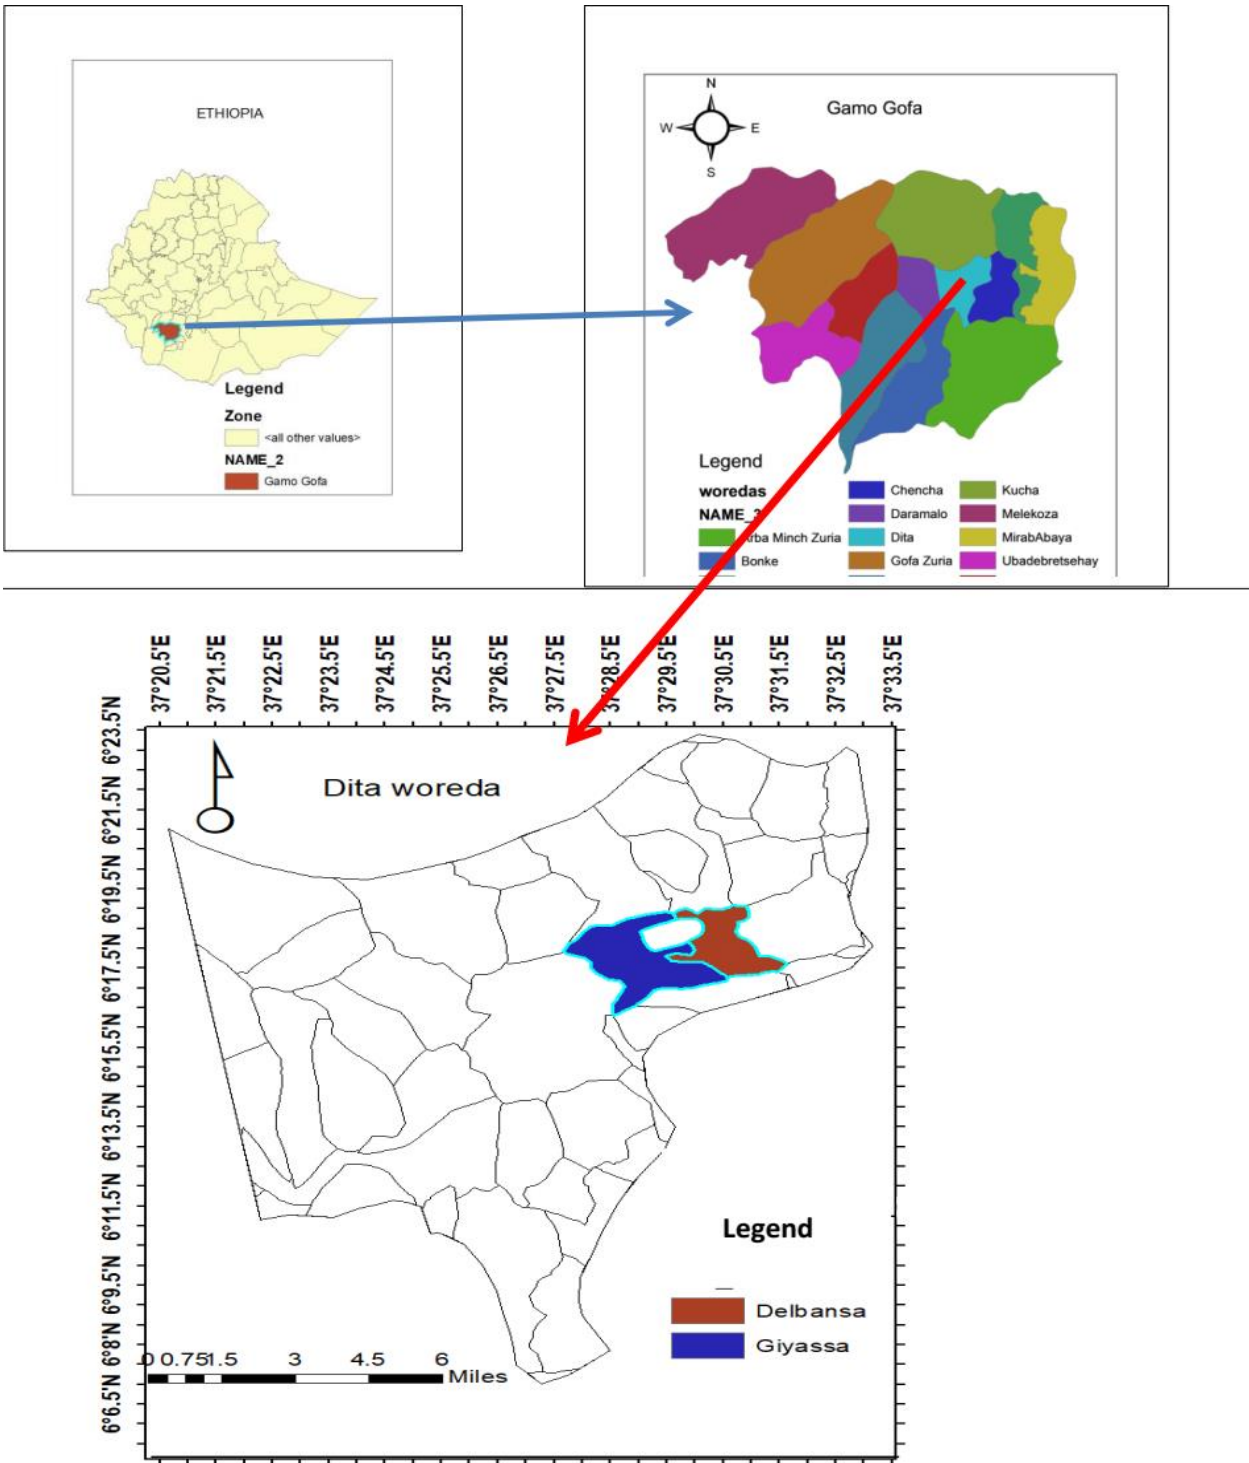 ETHIOPIA
Legend
Zone
<all other values>
NAME_2
Gamo Gofa
N
Gamo Gofa
W E
S
Legend
woredas
NAME_3
Arba Minch Zuria
Bonke
Chencha
Daramalo
Dita
Gofa Zuria
Kucha
Melekoza
MirabAbaya
Ubadebretsehay
37°20.5'E
37°21.5'E
37°22.5'E
37°23.5'E
37°24.5'E
37°25.5'E
37°26.5'E
37°27.5'E
37°28.5'E
37°29.5'E
37°30.5'E
37°31.5'E
37°32.5'E
37°33.5'E
6°23.5'N
6°21.5'N
6°19.5'N
6°17.5'N
6°15.5'N
6°13.5'N
6°11.5'N
6°9.5'N
6°8'N
6°6.5'N
Dita woreda
Legend
Delbansa
Giyassa
0 0.75 1.5 3 4.5 6
Miles